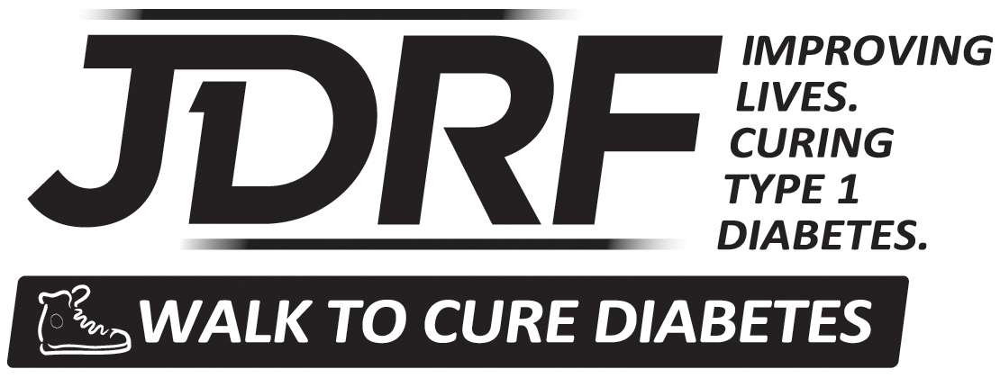 JDRF
IMPROVING
LIVES.
CURING
TYPE 1
DIABETES.
WALK TO CURE DIABETES